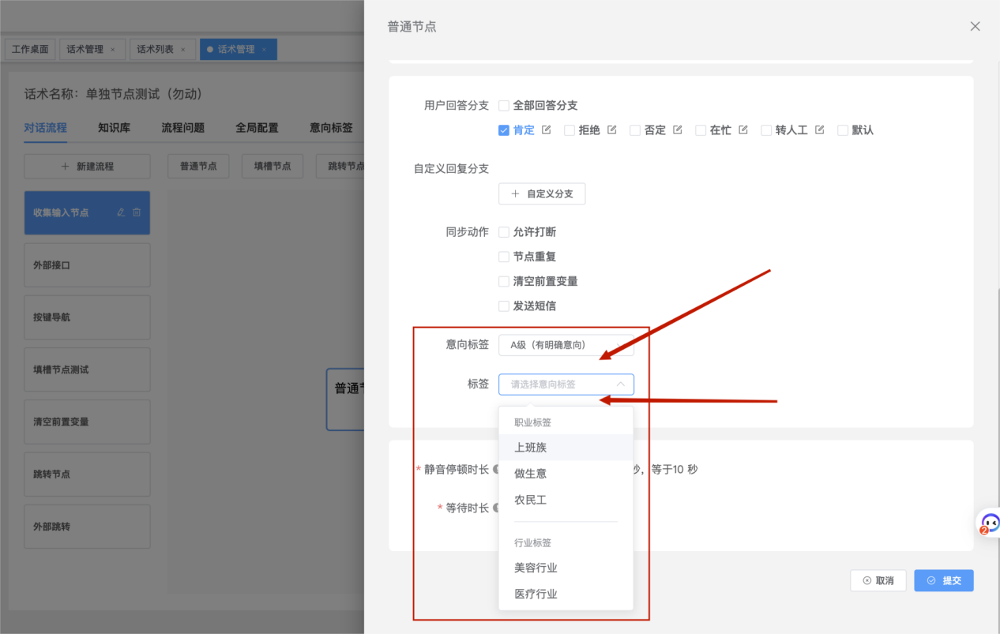 普通节点
工作桌面 话术管理 × 话术列表 × 话术管理 ×
话术名称：单独节点测试（勿动）
对话流程 知识库 流程问题 全局配置 意向标签
＋ 新建流程 普通节点 填槽节点 跳转节点
收集输入节点
外部接口
按键导航
填槽节点测试
清空前置变量
跳转节点
外部跳转
普通节
用户回答分支 全部回答分支
肯定 拒绝 否定 在忙 转人工 默认
自定义回复分支
＋ 自定义分支
同步动作 允许打断
节点重复
清空前置变量
发送短信
意向标签 A级（有明确意向）
标签 请选择意向标签
职业标签
上班族
做生意
农民工
行业标签
美容行业
医疗行业
* 静音停顿时长 秒，等于10 秒
* 等待时长
2
取消 提交